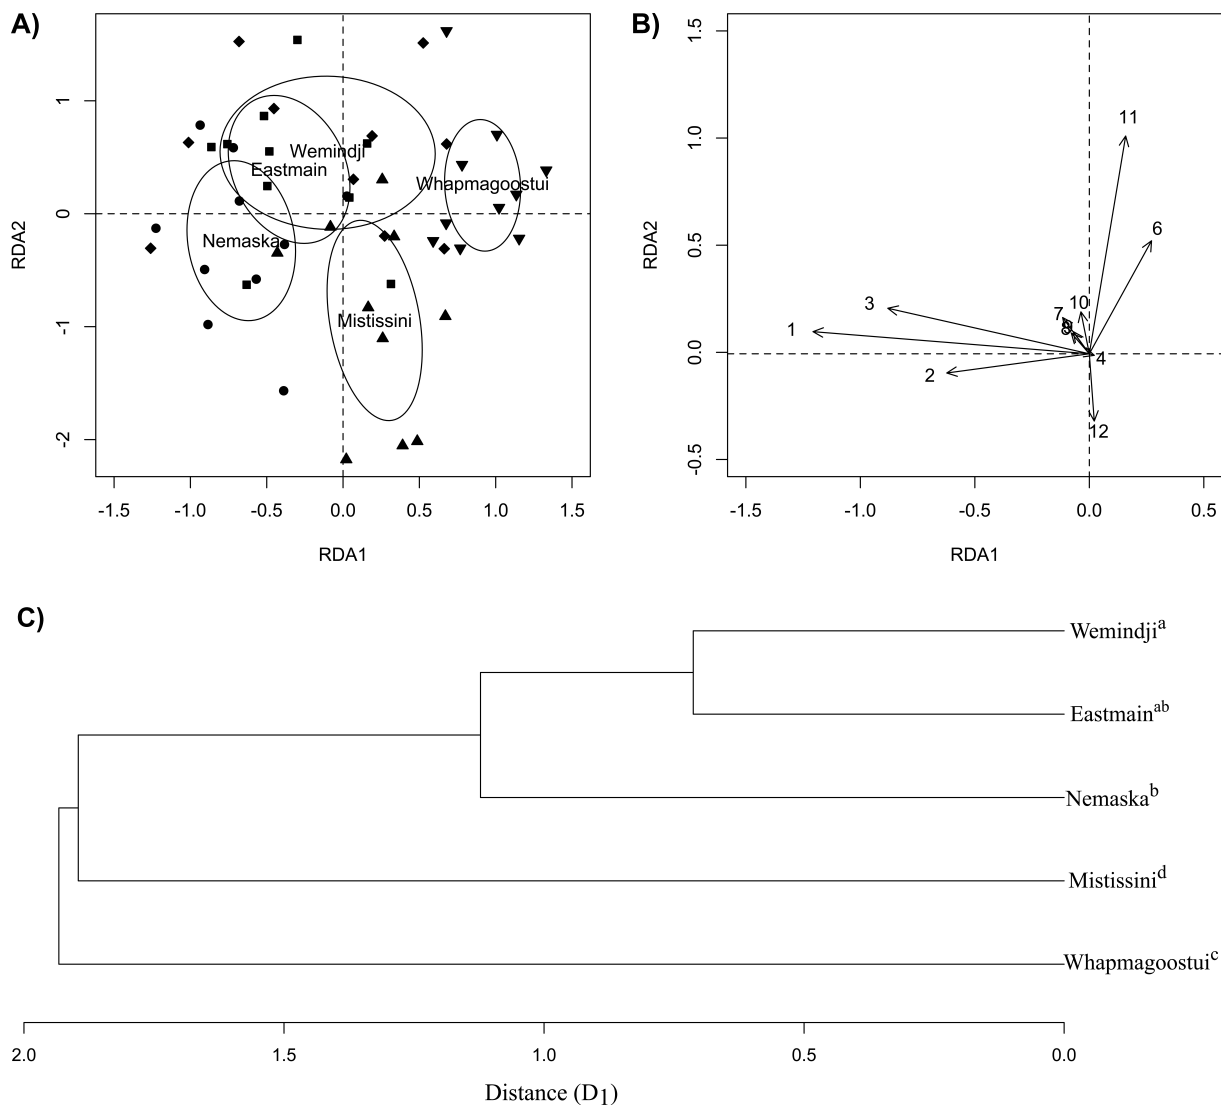 A)
1
0
-1
-2
RDA2
Wemindji
Eastmain
Whapmagoostui
Nemaska
Mistissini
-1.5 -1.0 -0.5 0.0 0.5 1.0 1.5
RDA1
B)
1.5
1.0
0.5
0.0
-0.5
RDA2
11
6
10
7
3
1
2
4
12
-1.5 -1.0 -0.5 0.0 0.5
RDA1
C)
Wemindji^a
Eastmain^ab
Nemaska^b
Mistissini^d
Whapmagoostui^c
2.0 1.5 1.0 0.5 0.0
Distance (D1)